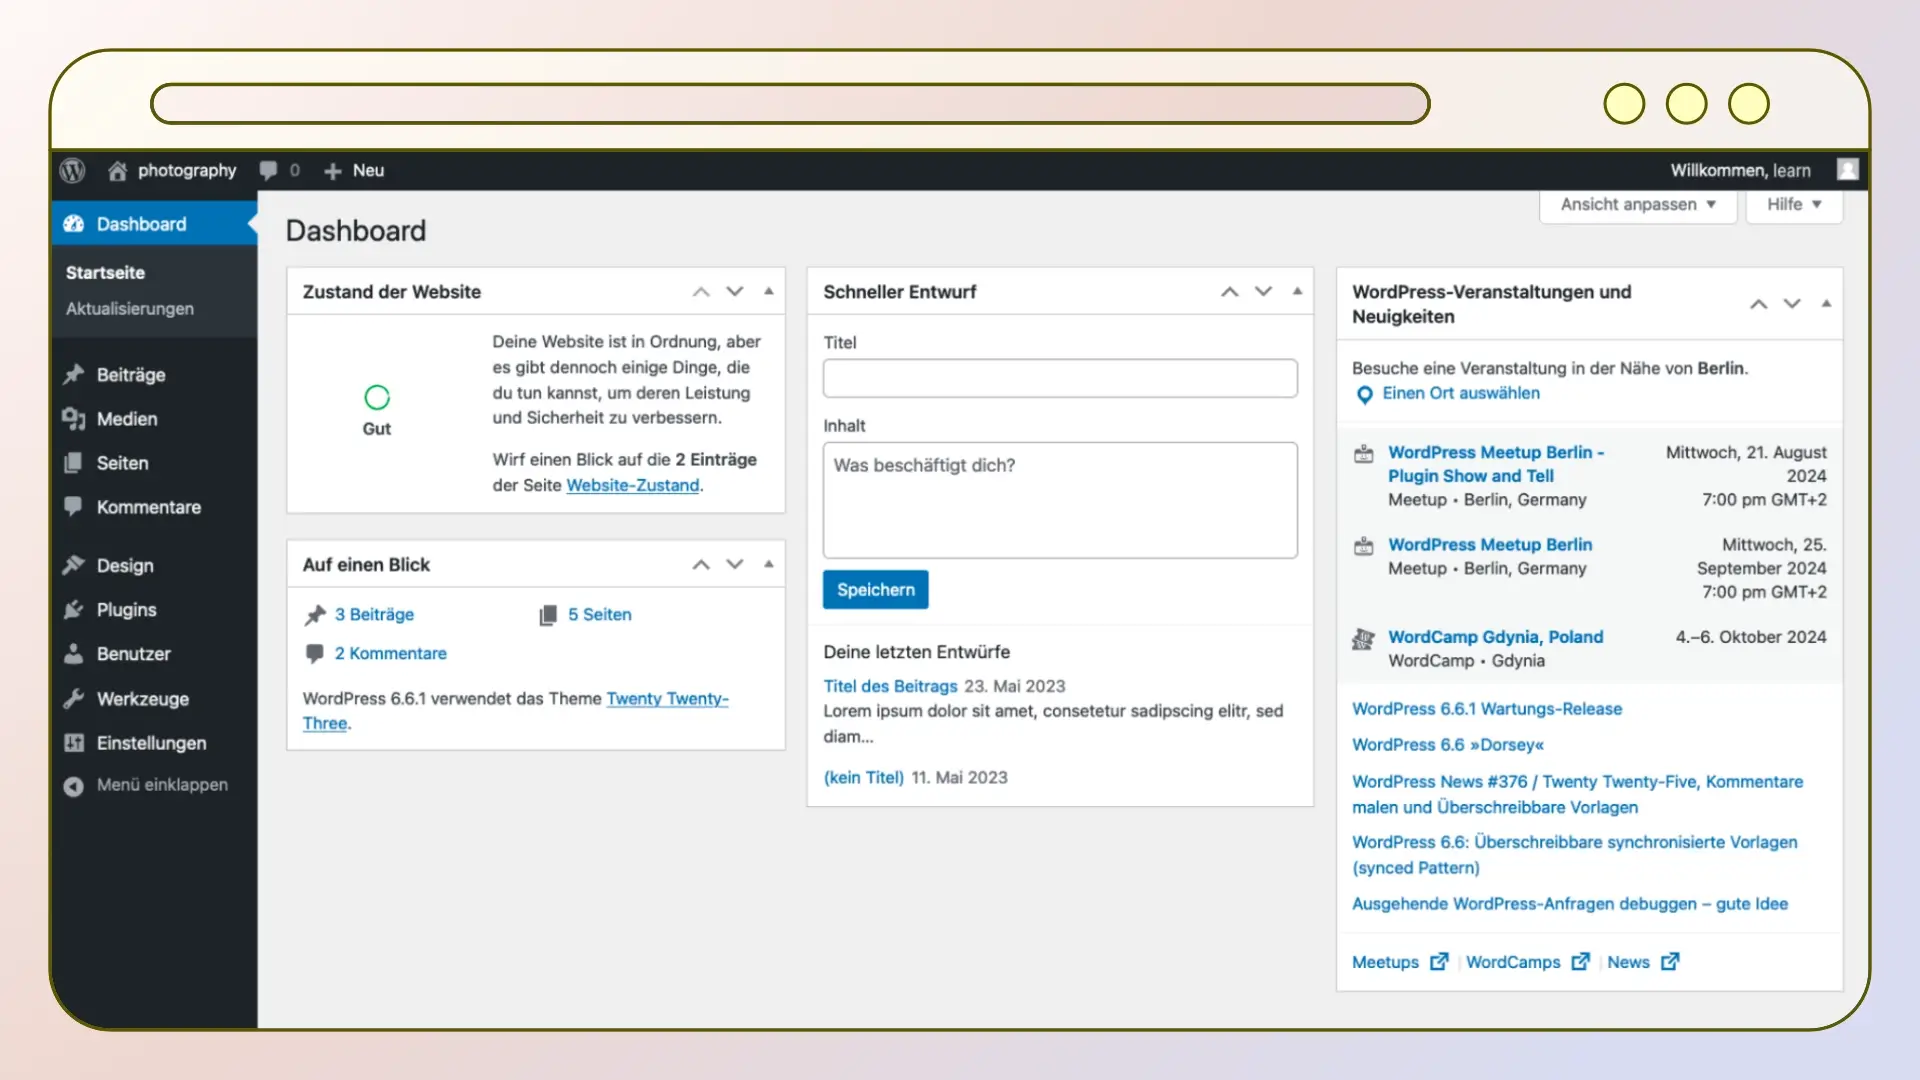 photography
0
Neu
Willkommen, learn
Dashboard
Startseite
Aktualisierungen
Beiträge
Medien
Seiten
Kommentare
Design
Plugins
Benutzer
Werkzeuge
Einstellungen
Menü einklappen
Ansicht anpassen
Hilfe
Dashboard
Zustand der Website
Gut
Deine Website ist in Ordnung, aber
es gibt dennoch einige Dinge, die
du tun kannst, um deren Leistung
und Sicherheit zu verbessern.
Wirf einen Blick auf die 2 Einträge
der Seite Website-Zustand.
Auf einen Blick
3 Beiträge
5 Seiten
2 Kommentare
WordPress 6.6.1 verwendet das Theme Twenty Twenty-
Three.
Schneller Entwurf
Titel
Inhalt
Was beschäftigt dich?
Speichern
Deine letzten Entwürfe
Titel des Beitrags 23. Mai 2023
Lorem ipsum dolor sit amet, consetetur sadipscing elitr, sed
diam...
(kein Titel) 11. Mai 2023
WordPress-Veranstaltungen und
Neuigkeiten
Besuche eine Veranstaltung in der Nähe von Berlin.
Einen Ort auswählen
WordPress Meetup Berlin -
Plugin Show and Tell
Meetup • Berlin, Germany
Mittwoch, 21. August
2024
7:00 pm GMT+2
WordPress Meetup Berlin
Meetup • Berlin, Germany
Mittwoch, 25.
September 2024
7:00 pm GMT+2
WordCamp Gdynia, Poland
WordCamp • Gdynia
4.–6. Oktober 2024
WordPress 6.6.1 Wartungs-Release
WordPress 6.6 »Dorsey«
WordPress News #376 / Twenty Twenty-Five, Kommentare
malen und Überschreibbare Vorlagen
WordPress 6.6: Überschreibbare synchronisierte Vorlagen
(synced Pattern)
Ausgehende WordPress-Anfragen debuggen – gute Idee
Meetups | WordCamps | News